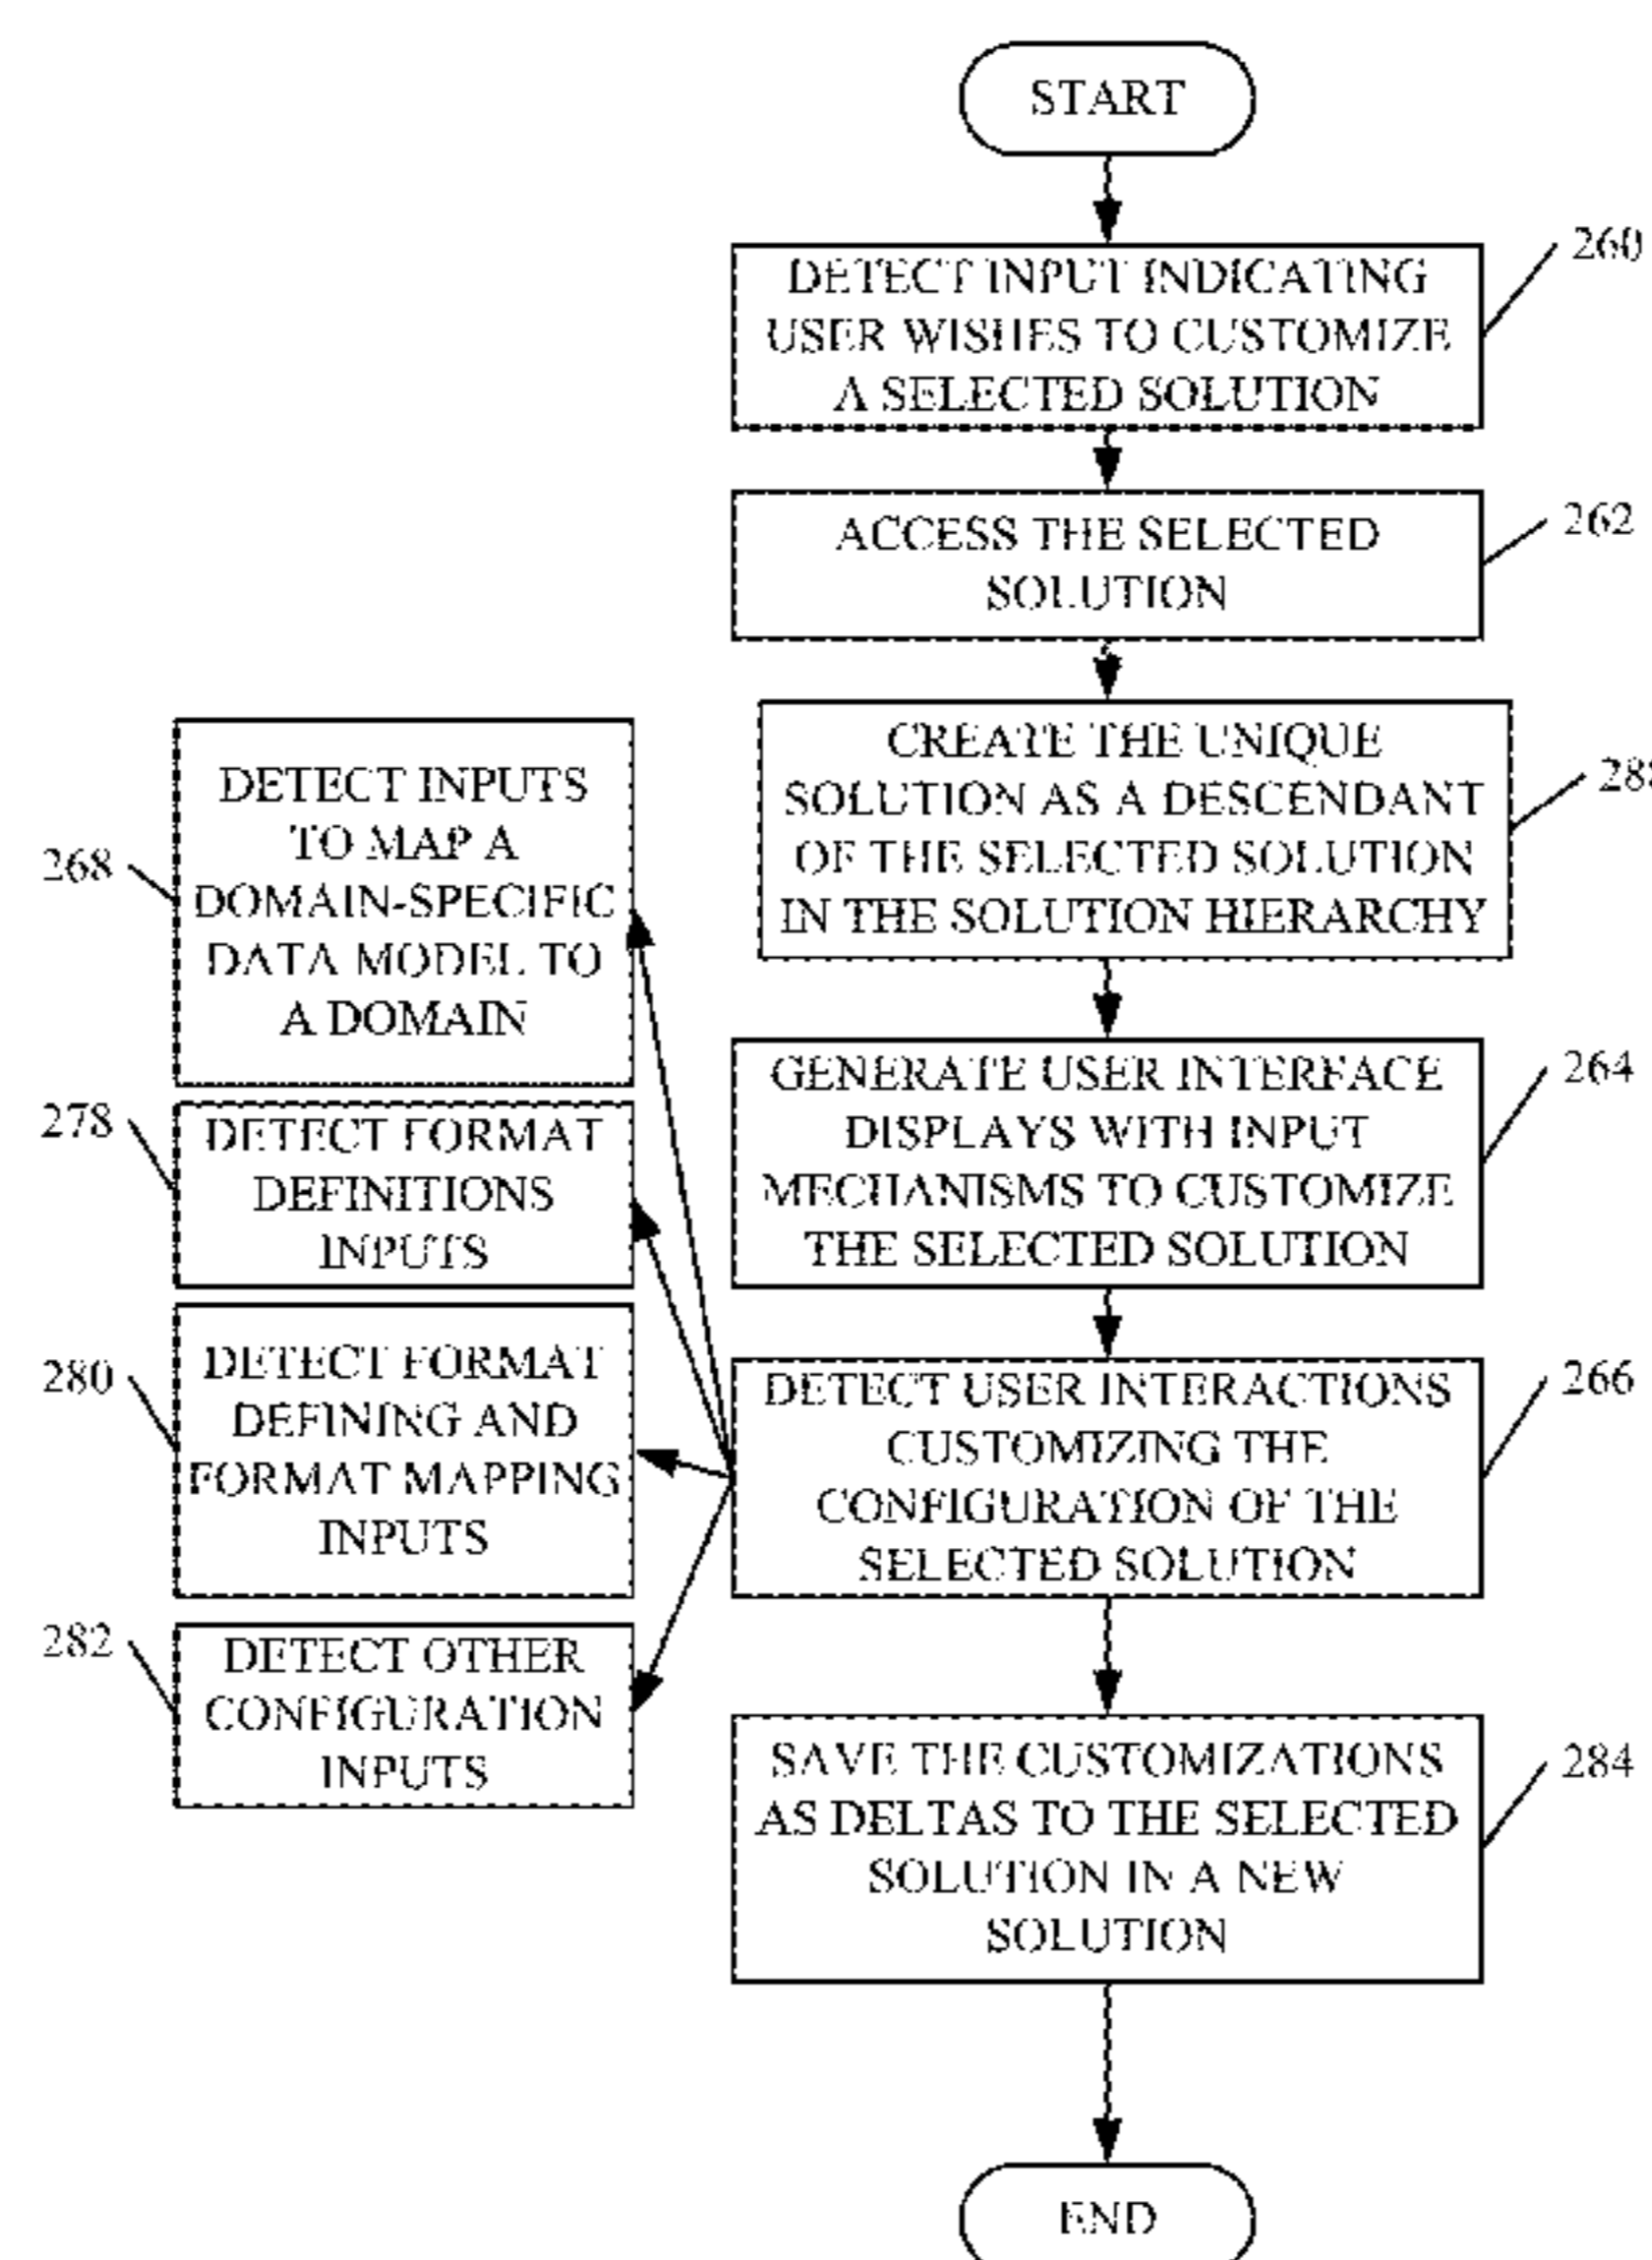 START
DETECT INPUT INDICATING
USER WISHES TO CUSTOMIZE
A SELECTED SOLUTION
260
ACCESS THE SELECTED
SOLUTION
262
CREATE THE UNIQUE
SOLUTION AS A DESCENDANT
OF THE SELECTED SOLUTION
IN THE SOLUTION HIERARCHY
GENERATE USER INTERFACE
DISPLAYS WITH INPUT
MECHANISMS TO CUSTOMIZE
THE SELECTED SOLUTION
264
DETECT USER INTERACTIONS
CUSTOMIZING THE
CONFIGURATION OF THE
SELECTED SOLUTION
266
268
DETECT INPUTS
TO MAP A
DOMAIN-SPECIFIC
DATA MODEL TO
A DOMAIN
278
DETECT FORMAT
DEFINITIONS
INPUTS
280
DETECT FORMAT
DEFINING AND
FORMAT MAPPING
INPUTS
282
DETECT OTHER
CONFIGURATION
INPUTS
SAVE THE CUSTOMIZATIONS
AS DELTAS TO THE SELECTED
SOLUTION IN A NEW
SOLUTION
284
END